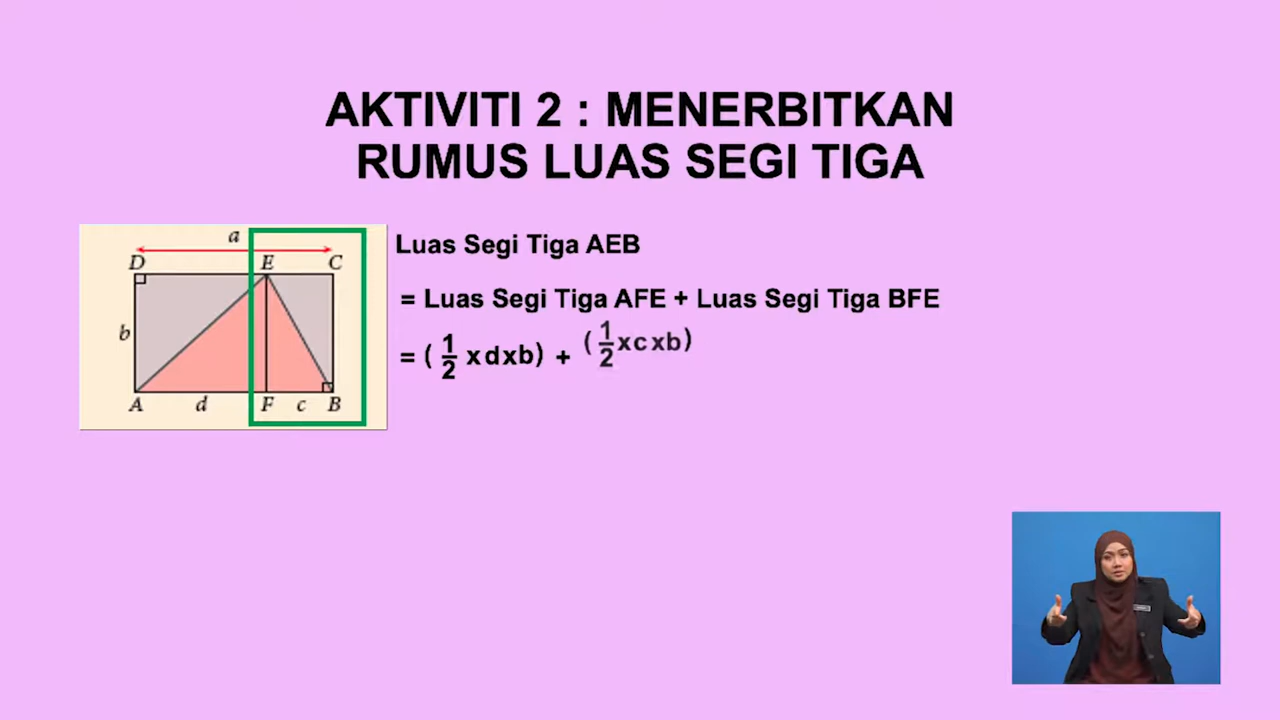 AKTIVITI 2 : MENERBITKAN
RUMUS LUAS SEGI TIGA
a
D E C
b
A d F c B
Luas Segi Tiga AEB
= Luas Segi Tiga AFE + Luas Segi Tiga BFE
= ( 1/2 x d x b ) + ( 1/2 x c x b )